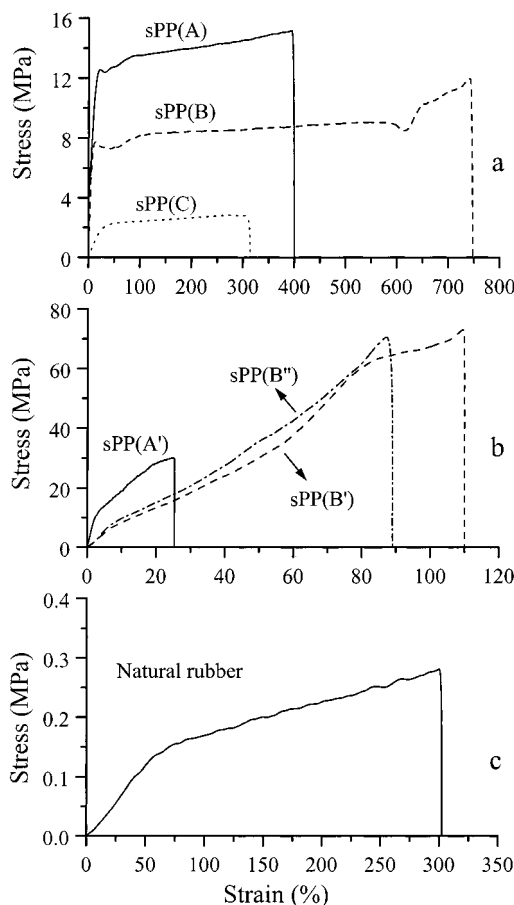 16
12
8
4
0
Stress (MPa)
sPP(A)
sPP(B)
sPP(C)
a
0 100 200 300 400 500 600 700 800
80
60
40
20
0
Stress (MPa)
sPP(A')
sPP(B'')
sPP(B')
b
0 20 40 60 80 100 120
0.4
0.3
0.2
0.1
0.0
Stress (MPa)
Natural rubber
c
0 50 100 150 200 250 300 350
Strain (%)